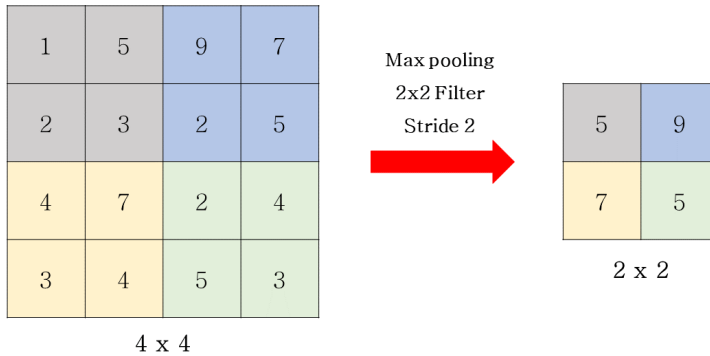 1 5 9 7
2 3 2 5
4 7 2 4
3 4 5 3
4 x 4
Max pooling
2x2 Filter
Stride 2
5 9
7 5
2 x 2